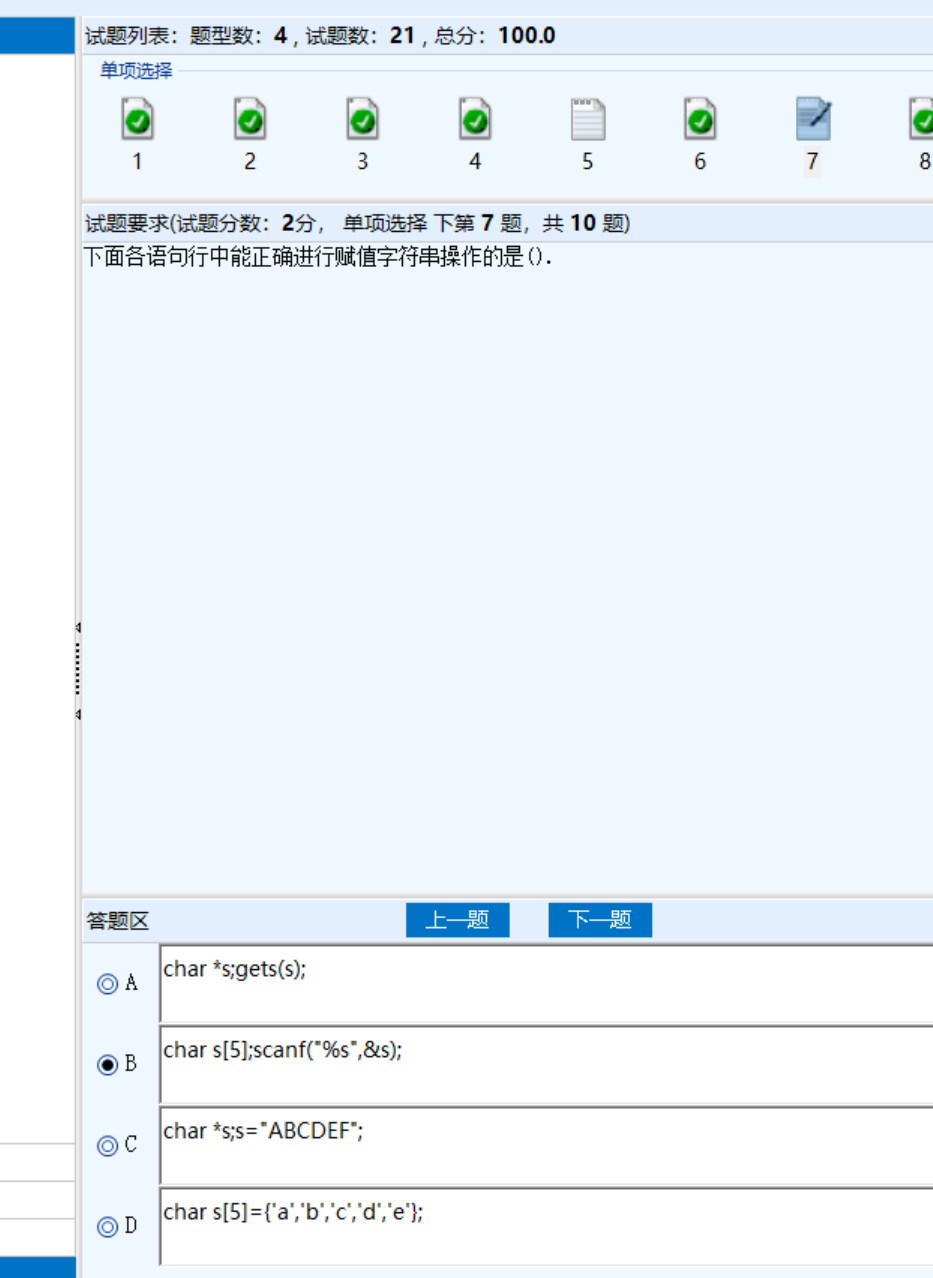 试题列表：题型数：4 , 试题数：21 , 总分：100.0
单项选择
1 2 3 4 5 6 7 8
试题要求(试题分数：2分， 单项选择 下第 7 题，共 10 题)
下面各语句行中能正确进行赋值字符串操作的是().
答题区 上一题 下一题
A char *s;gets(s);
B char s[5];scanf("%s",&s);
C char *s;s="ABCDEF";
D char s[5]={'a','b','c','d','e'};